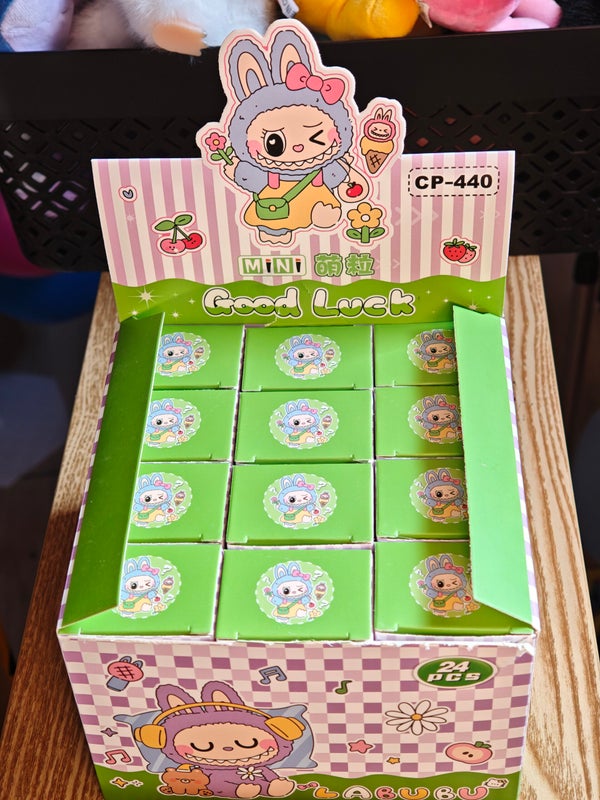 CP-440
MINI 萌粒
Good Luck
24
PCS
LABUBU